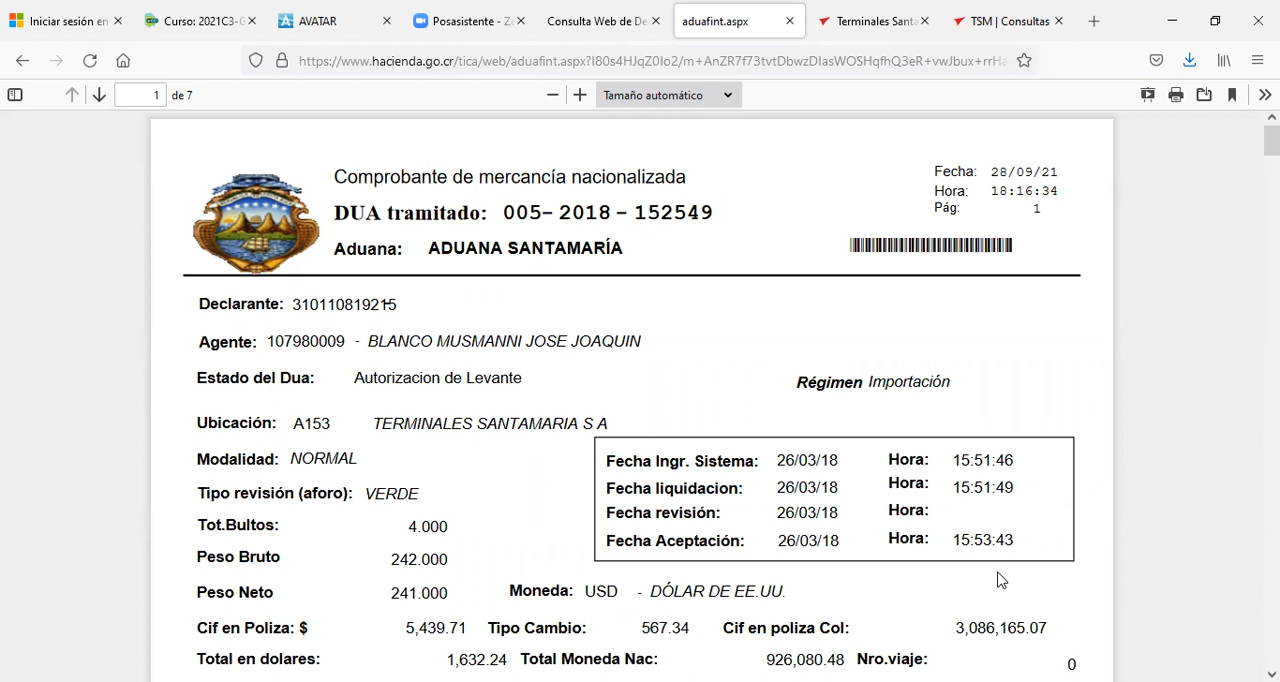 Iniciar sesión en
Curso: 2021C3-G
AVATAR
Posasistente - Zo
Consulta Web de De
aduafint.aspx
Terminales Santa
TSM | Consultas
https://www.hacienda.go.cr/tica/web/aduafint.aspx?
1 de 7
Tamaño automático
Comprobante de mercancía nacionalizada
Fecha: 28/09/21
Hora: 18:16:34
Pág: 1
DUA tramitado: 005- 2018 - 152549
Aduana: ADUANA SANTAMARÍA
Declarante:
Agente: 107980009 - BLANCO MUSMANNI JOSE JOAQUIN
Estado del Dua: Autorizacion de Levante
Régimen Importación
Ubicación: A153 TERMINALES SANTAMARIA S A
Modalidad: NORMAL
Tipo revisión (aforo): VERDE
Fecha Ingr. Sistema: 26/03/18 Hora: 15:51:46
Fecha liquidacion: 26/03/18 Hora: 15:51:49
Fecha revisión: 26/03/18 Hora:
Fecha Aceptación: 26/03/18 Hora: 15:53:43
Tot.Bultos: 4.000
Peso Bruto 242.000
Peso Neto 241.000
Moneda: USD - DÓLAR DE EE.UU.
Cif en Poliza: $ 5,439.71 Tipo Cambio: 567.34 Cif en poliza Col: 3,086,165.07
Total en dolares: 1,632.24 Total Moneda Nac: 926,080.48 Nro.viaje: 0